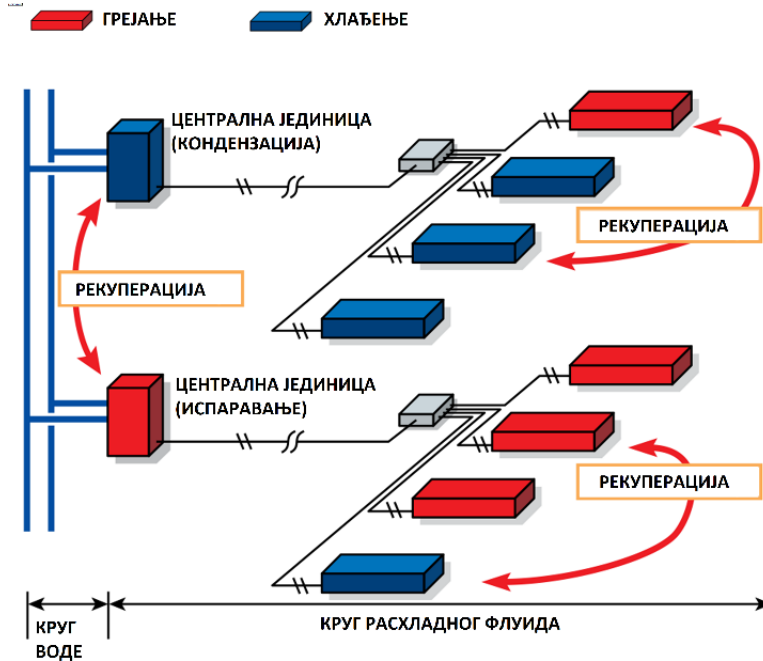 ГРЕЈАЊЕ
ХЛАЂЕЊЕ
ЦЕНТРАЛНА ЈЕДИНИЦА
(КОНДЕНЗАЦИЈА)
РЕКУПЕРАЦИЈА
РЕКУПЕРАЦИЈА
ЦЕНТРАЛНА ЈЕДИНИЦА
(ИСПАРАВАЊЕ)
РЕКУПЕРАЦИЈА
КРУГ
ВОДЕ
КРУГ РАСХЛАДНОГ ФЛУИДА